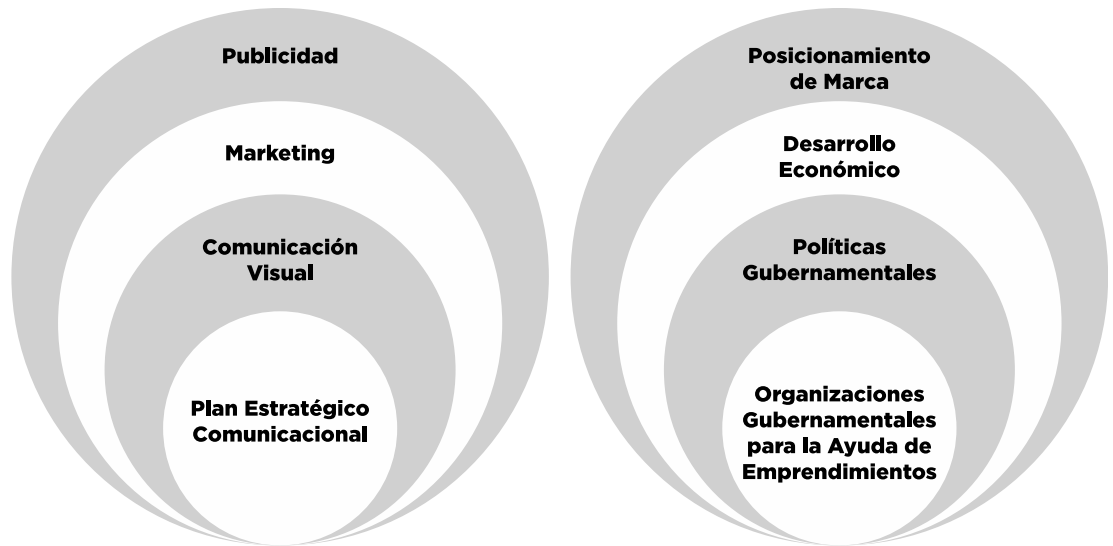 Publicidad
Marketing
Comunicación
Visual
Plan Estratégico
Comunicacional
Posicionamiento
de Marca
Desarrollo
Económico
Políticas
Gubernamentales
Organizaciones
Gubernamentales
para la Ayuda de
Emprendimientos